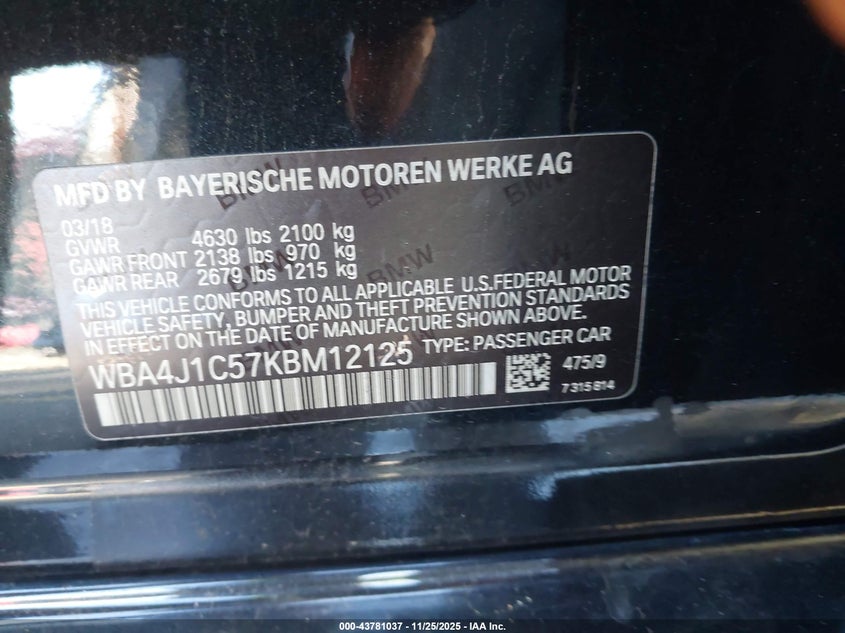 MFD BY BAYERISCHE MOTOREN WERKE AG
03/18
GVWR 4630 lbs 2100 kg
GAWR FRONT 2138 lbs 970 kg
GAWR REAR 2679 lbs 1215 kg
THIS VEHICLE CONFORMS TO ALL APPLICABLE U.S.FEDERAL MOTOR
VEHICLE SAFETY, BUMPER AND THEFT PREVENTION STANDARDS
IN EFFECT ON THE DATE OF MANUFACTURE SHOWN ABOVE.
WBA4J1C57KBM12125 TYPE: PASSENGER CAR
475/9
7315814
000-43781037 - 11/25/2025 - IAA Inc.